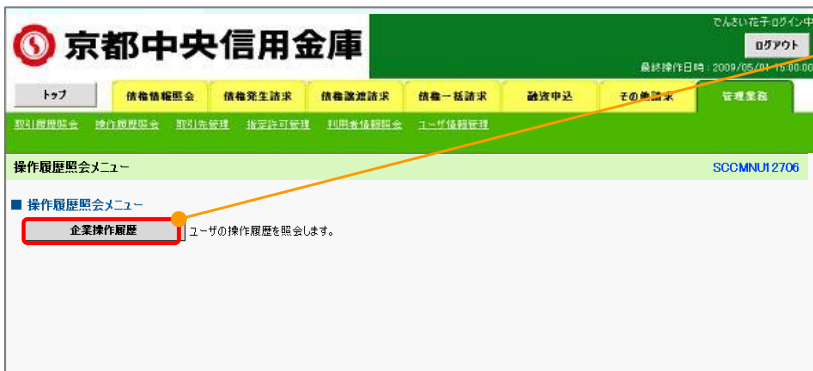 でんさい花子ログイン中
京都中央信用金庫
ログアウト
最終操作日時：2009/05/01 15:00:00
トップ 債権情報照会 債権発生請求 債権譲渡請求 債権一括請求 融資申込 その他請求 管理業務
取引履歴照会 操作履歴照会 取引先管理 指定許可管理 利用者情報照会 ユーザ情報管理
操作履歴照会メニュー SCCMNU12706
■ 操作履歴照会メニュー
企業操作履歴 ユーザの操作履歴を照会します。